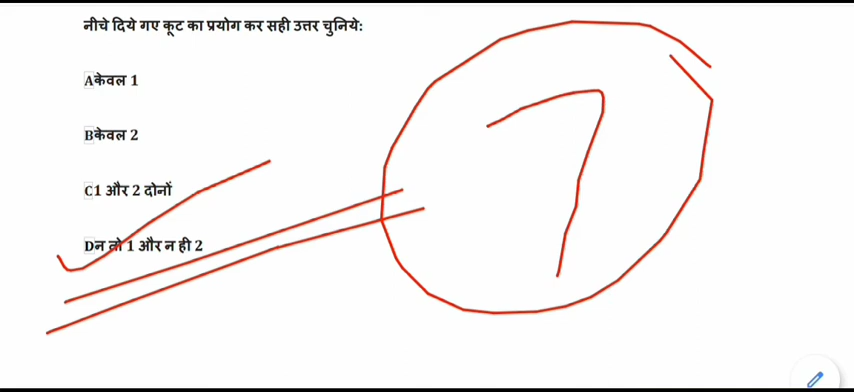 नीचे दिये गए कूट का प्रयोग कर सही उत्तर चुनिये:
Aकेवल 1
Bकेवल 2
C1 और 2 दोनों
Dन तो 1 और न ही 2
7